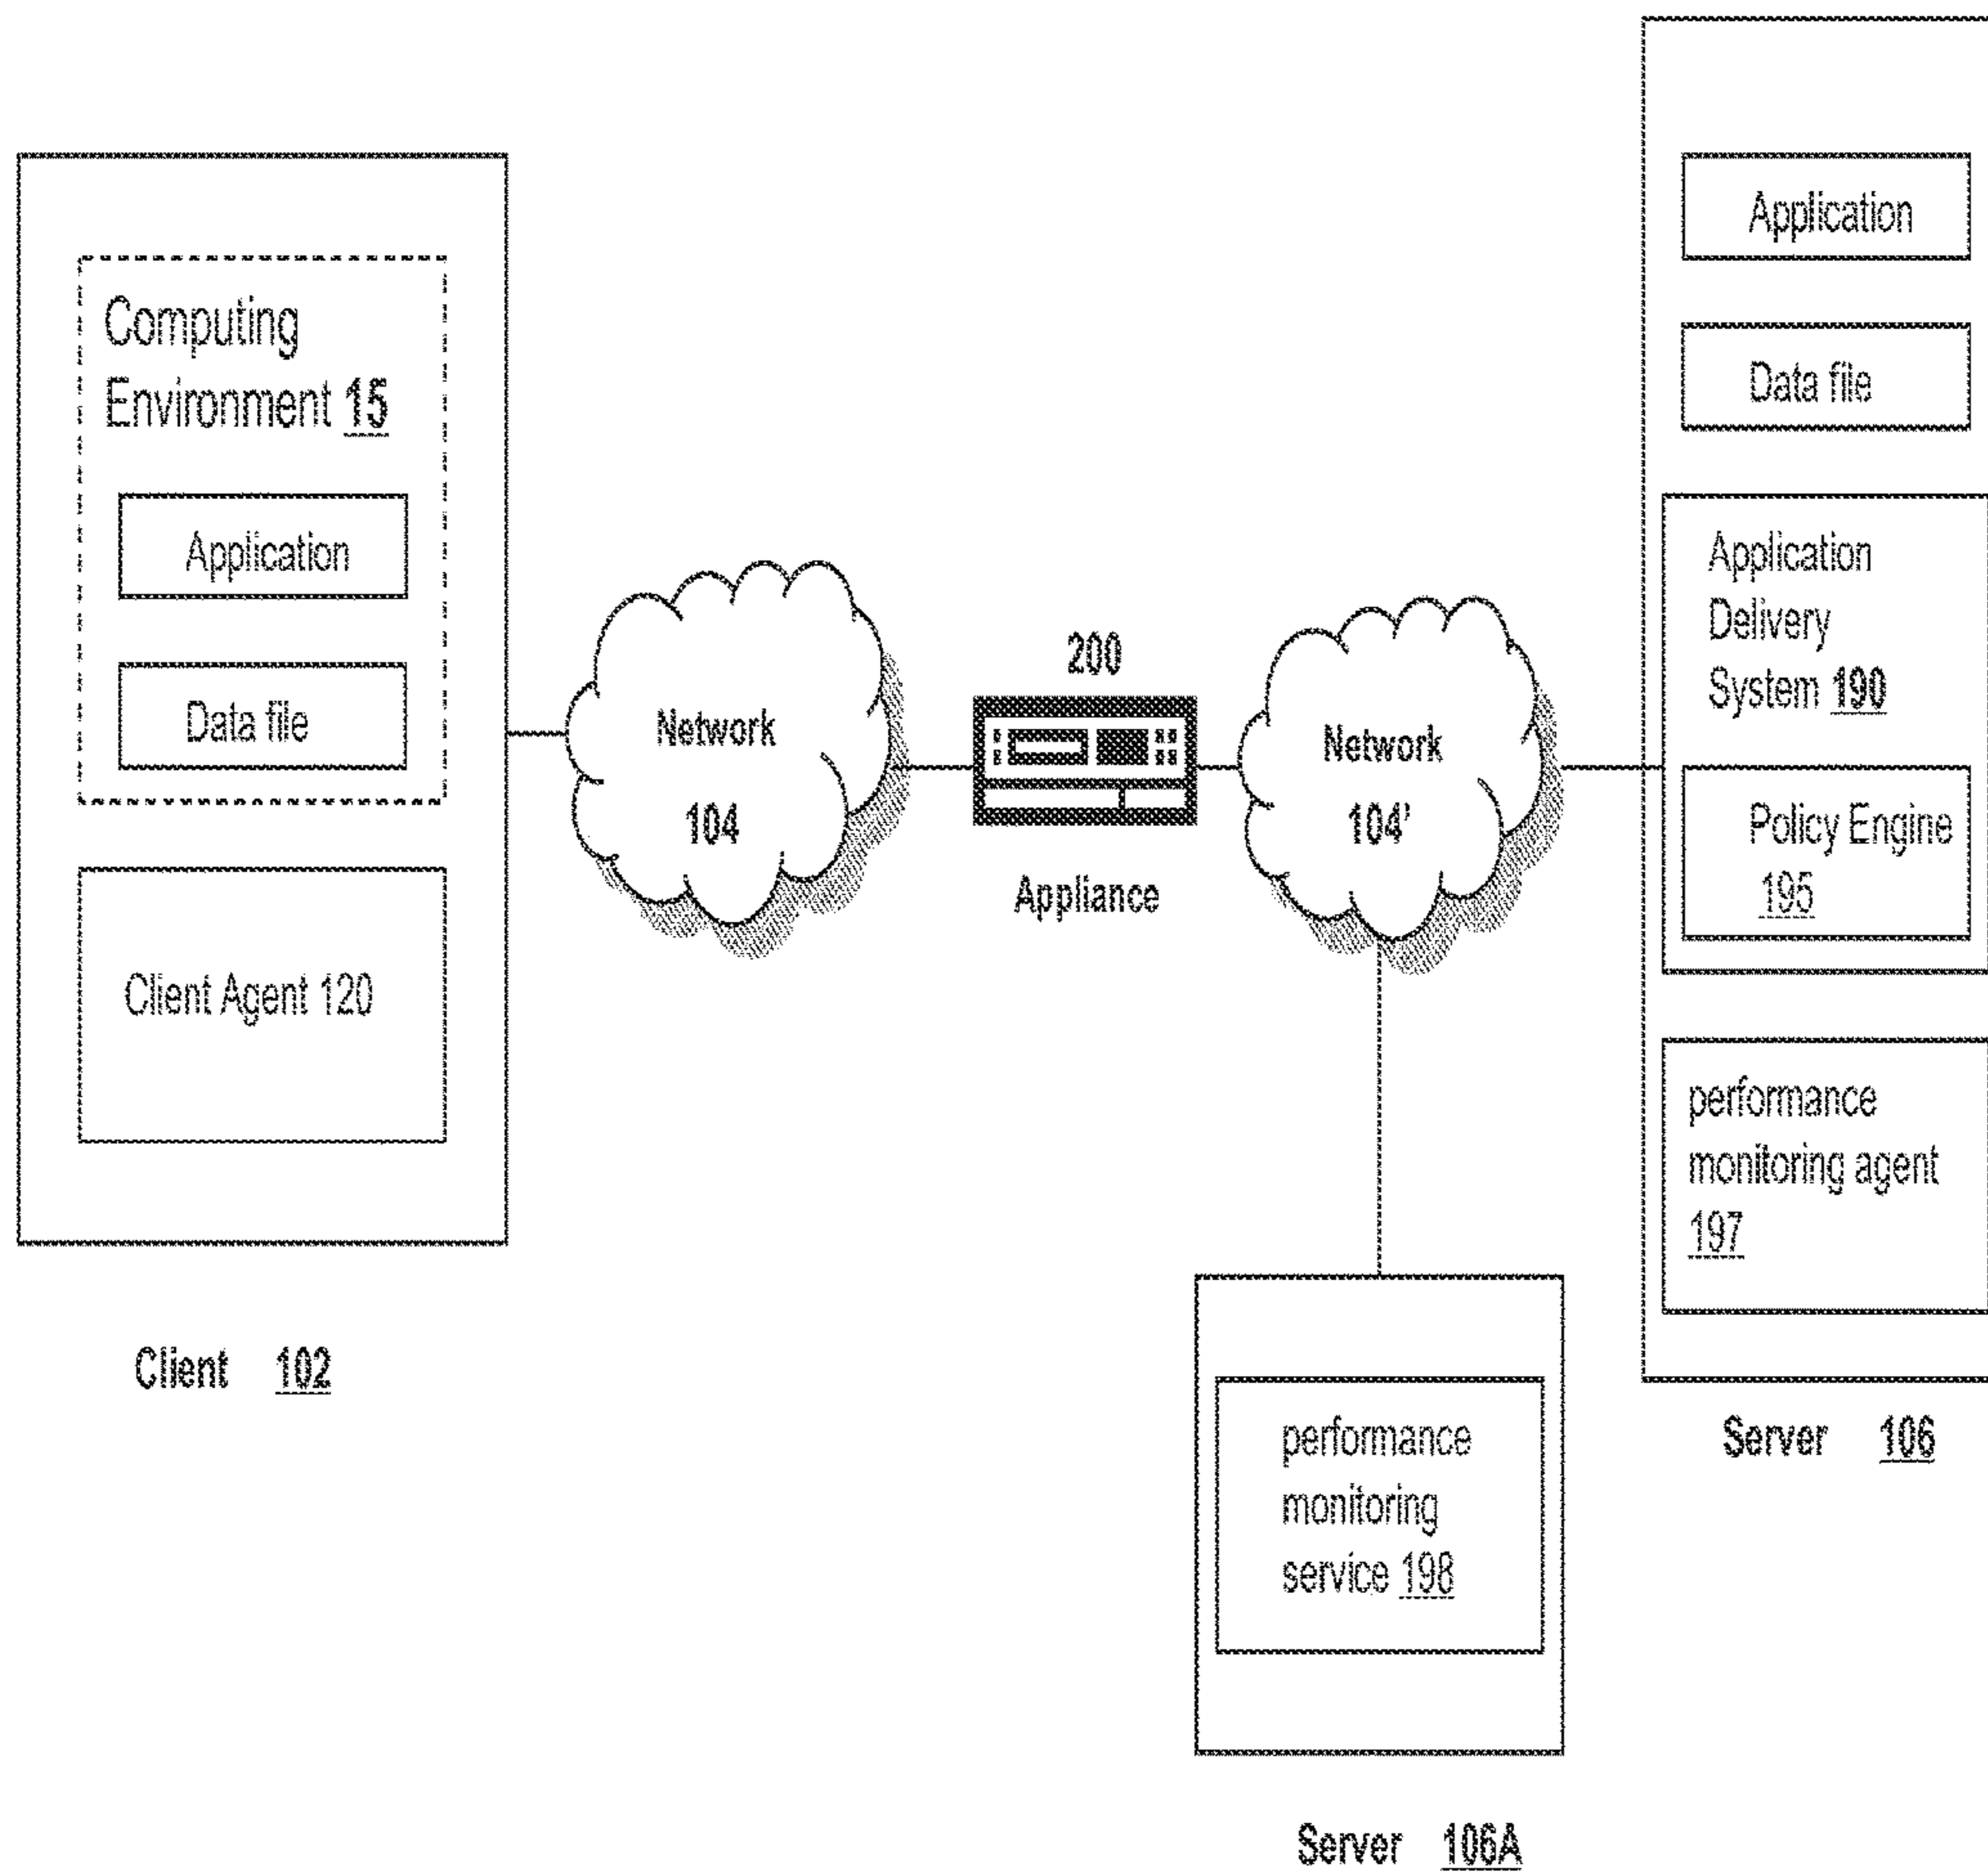 Computing
Environment 15
Application
Data file
Client Agent 120
Client 102
Network
104
200
Appliance
Network
104'
Application
Data file
Application
Delivery
System 190
Policy Engine
195
performance
monitoring agent
197
Server 106
performance
monitoring
service 198
Server 106A